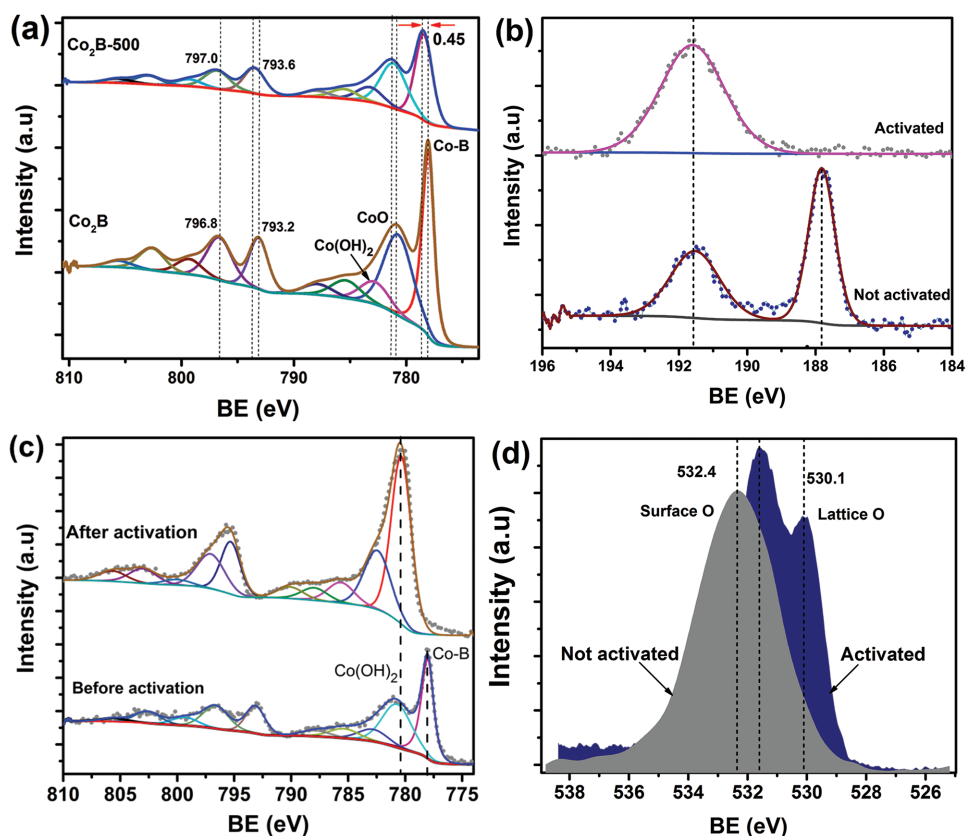 (a)
Co2B-500
797.0
793.6
0.45
Co-B
Co2B
796.8
793.2
CoO
Co(OH)2
Intensity (a.u)
810
800
790
780
BE (eV)
(b)
Activated
Not activated
Intensity (a.u)
196
194
192
190
188
186
184
BE (eV)
(c)
After activation
Co(OH)2
Co-B
Before activation
Intensity (a.u)
810
805
800
795
790
785
780
775
BE (eV)
(d)
532.4
530.1
Surface O
Lattice O
Not activated
Activated
Intensity (a.u)
538
536
534
532
530
528
526
BE (eV)